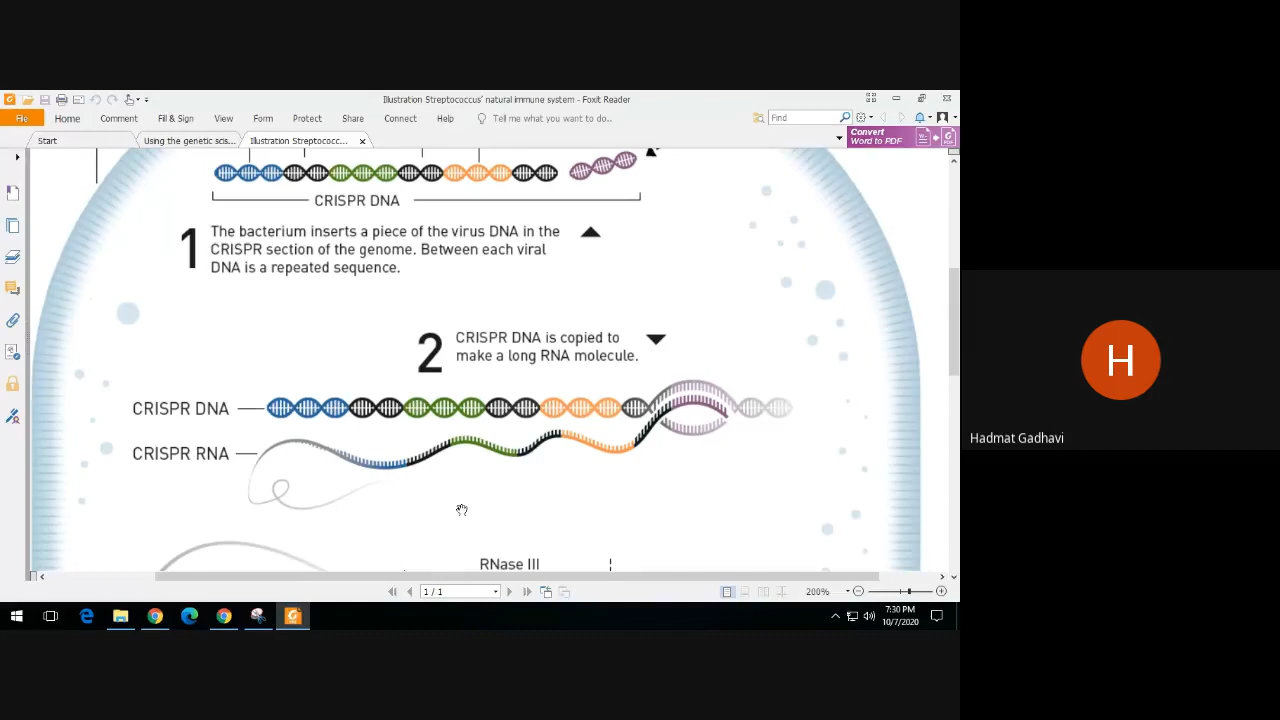 Illustration Streptococcus' natural immune system - Foxit Reader
File Home Comment Fill & Sign View Form Protect Share Connect Help Tell me what you want to do.. Find
Start Using the genetic scis... Illustration Streptococc... Convert Word to PDF
CRISPR DNA
1 The bacterium inserts a piece of the virus DNA in the
CRISPR section of the genome. Between each viral
DNA is a repeated sequence.
2 CRISPR DNA is copied to
make a long RNA molecule.
CRISPR DNA
CRISPR RNA
RNase III
1 / 1 200%
7:30 PM
10/7/2020
H
Hadmat Gadhavi